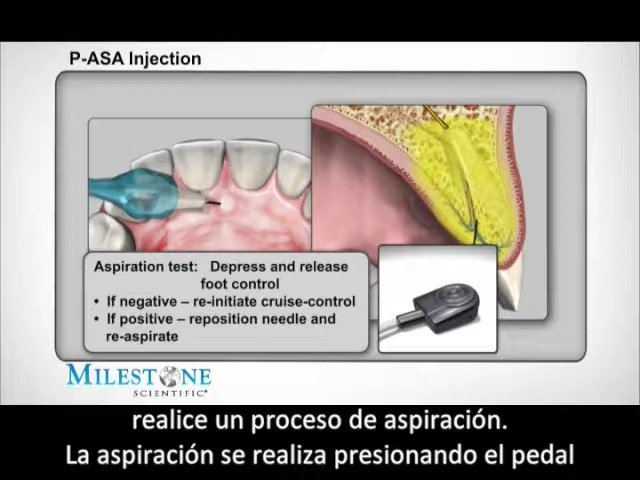 P-ASA Injection
Aspiration test: Depress and release
foot control
• If negative – re-initiate cruise-control
• If positive – reposition needle and
re-aspirate
MILESTONE
SCIENTIFIC
realice un proceso de aspiración.
La aspiración se realiza presionando el pedal